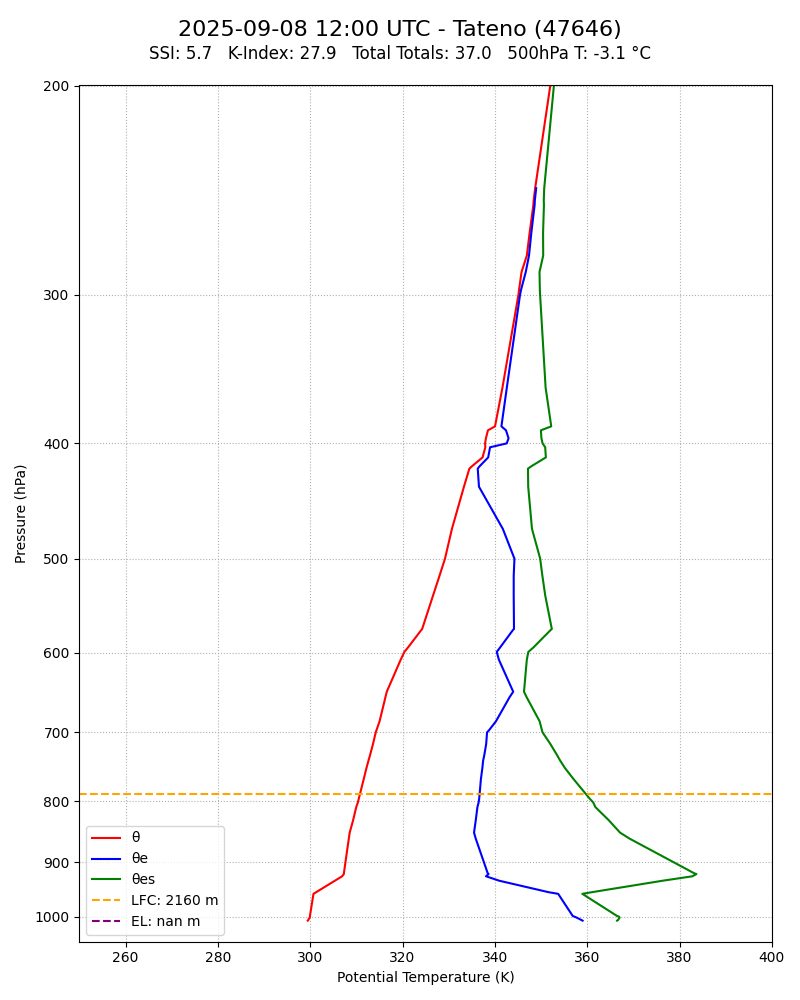 2025-09-08 12:00 UTC - Tateno (47646)
SSI: 5.7   K-Index: 27.9   Total Totals: 37.0   500hPa T: -3.1 °C
200
300
400
500
600
700
800
900
1000
Pressure (hPa)
θ
θe
θes
LFC: 2160 m
EL: nan m
260
280
300
320
340
360
380
400
Potential Temperature (K)